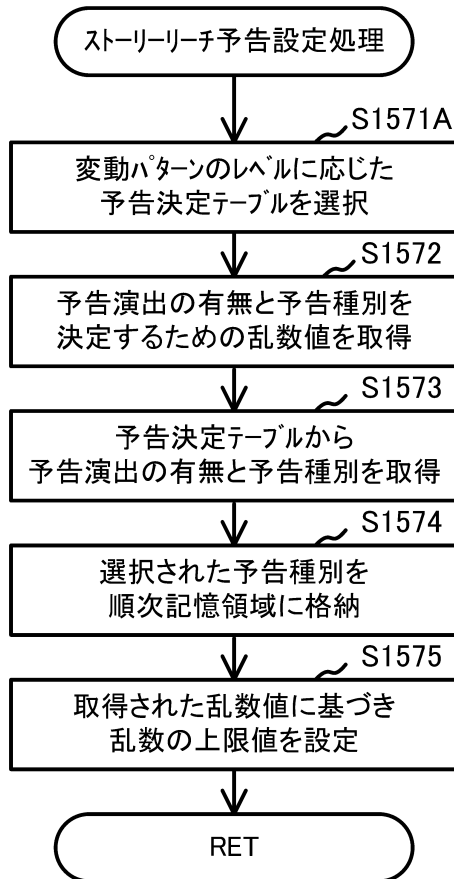 ストーリーリーチ予告設定処理
S1571A
変動パターンのレベルに応じた
予告決定テーブルを選択
S1572
予告演出の有無と予告種別を
決定するための乱数値を取得
S1573
予告決定テーブルから
予告演出の有無と予告種別を取得
S1574
選択された予告種別を
順次記憶領域に格納
S1575
取得された乱数値に基づき
乱数の上限値を設定
RET